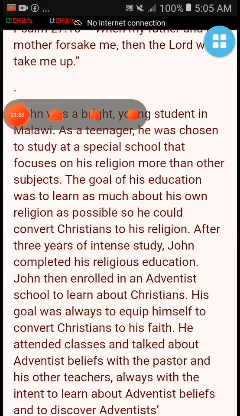 100% 5:05 AM
0:0KB/s U:0KB/s No internet connection
Psalm 27:10 "When my father and my
mother forsake me, then the Lord w
take me up."
.
John was a bright, young student in
Malawi. As a teenager, he was chosen
to study at a special school that
focuses on his religion more than other
subjects. The goal of his education
was to learn as much about his own
religion as possible so he could
convert Christians to his religion. After
three years of intense study, John
completed his religious education.
John then enrolled in an Adventist
school to learn about Christians. His
goal was always to equip himself to
convert Christians to his faith. He
attended classes and talked about
Adventist beliefs with the pastor and
his other teachers, always with the
intent to learn about Adventist beliefs
and to discover Adventists'